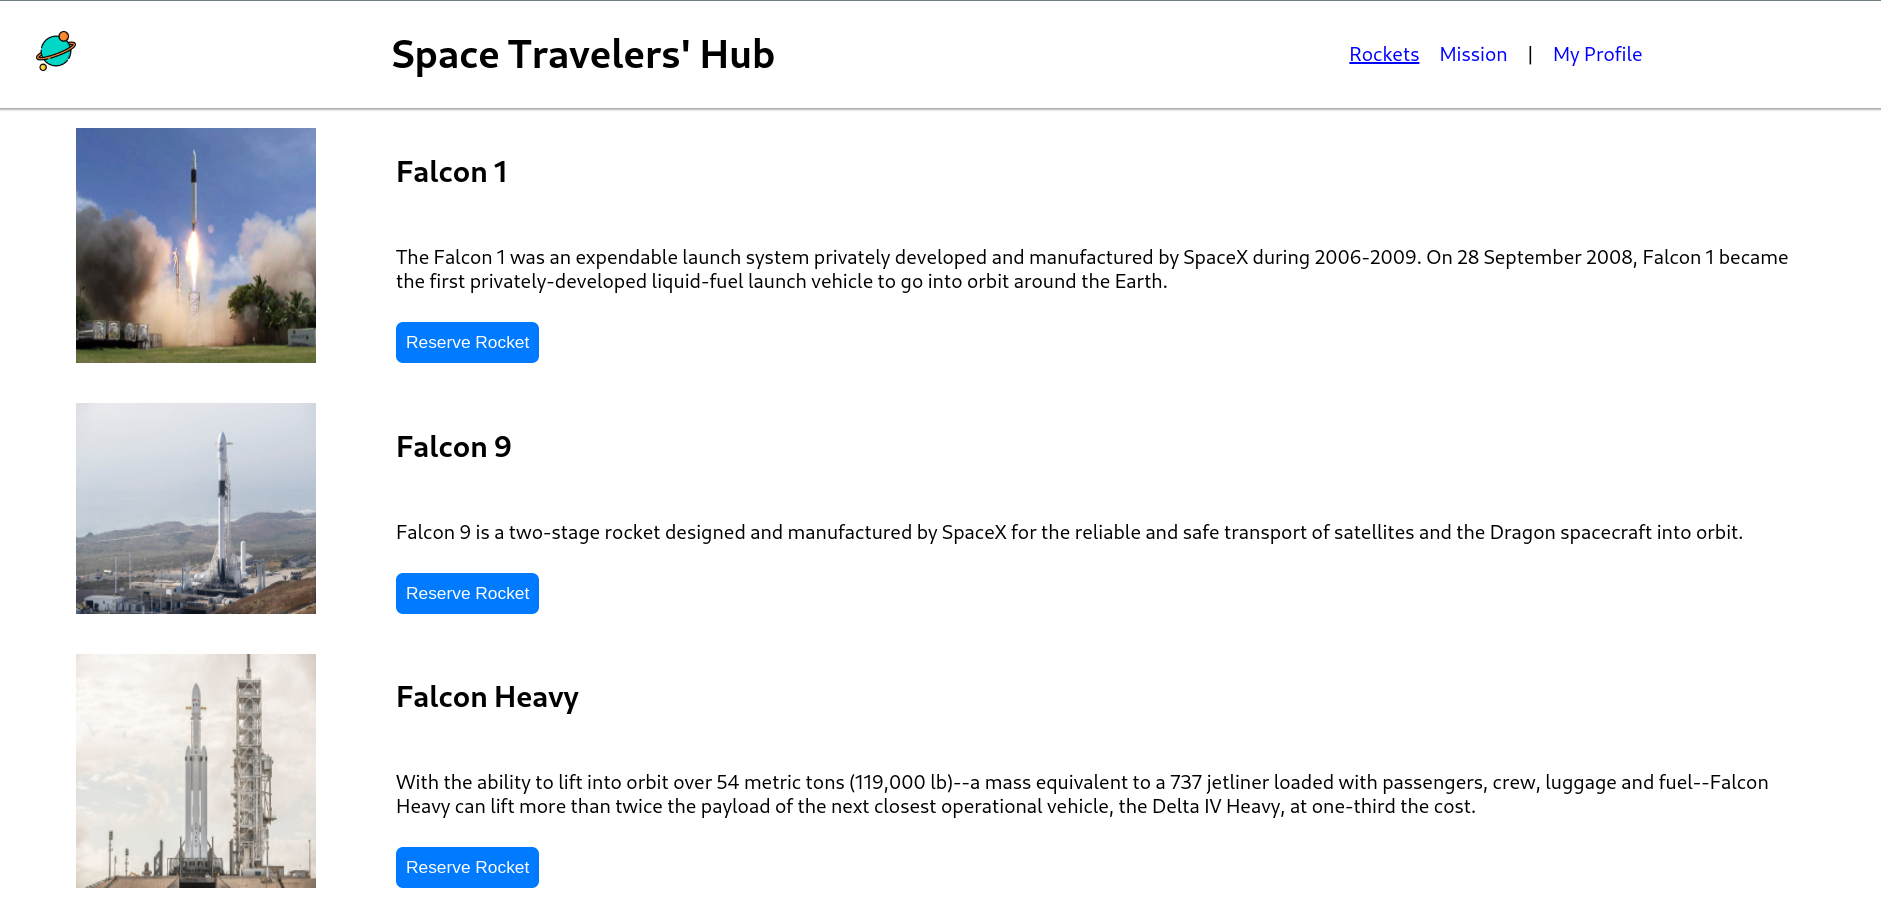 Space Travelers' Hub
Rockets Mission | My Profile
Falcon 1
The Falcon 1 was an expendable launch system privately developed and manufactured by SpaceX during 2006-2009. On 28 September 2008, Falcon 1 became
the first privately-developed liquid-fuel launch vehicle to go into orbit around the Earth.
Reserve Rocket
Falcon 9
Falcon 9 is a two-stage rocket designed and manufactured by SpaceX for the reliable and safe transport of satellites and the Dragon spacecraft into orbit.
Reserve Rocket
Falcon Heavy
With the ability to lift into orbit over 54 metric tons (119,000 lb)--a mass equivalent to a 737 jetliner loaded with passengers, crew, luggage and fuel--Falcon
Heavy can lift more than twice the payload of the next closest operational vehicle, the Delta IV Heavy, at one-third the cost.
Reserve Rocket